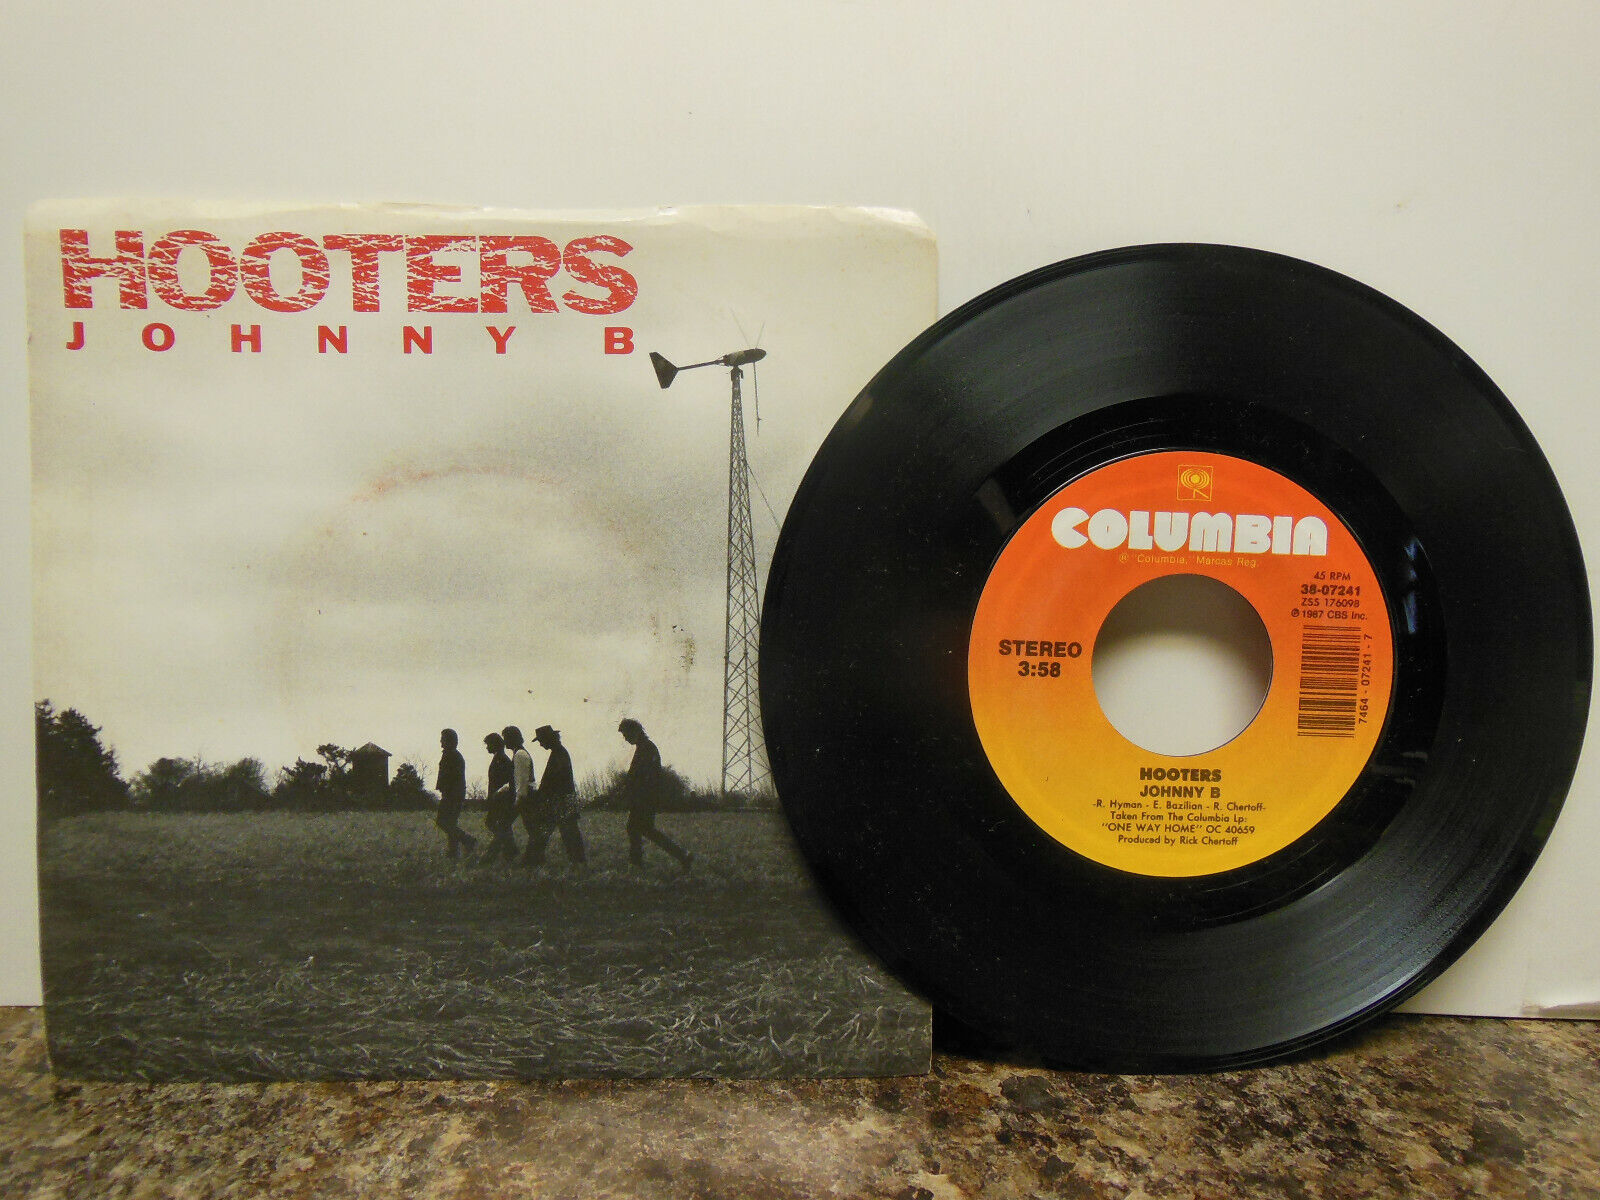 HOOTERS
JOHNNY B
COLUMBIA
® "Columbia," Marcas Reg.
45 RPM
38-07241
ZSS 176098
℗ 1987 CBS Inc.
STEREO
3:58
7464 - 07241 - 7
HOOTERS
JOHNNY B
-R. Hyman - E. Bazilian - R. Chertoff-
Taken From The Columbia Lp:
"ONE WAY HOME" OC 40659
Produced by Rick Chertoff